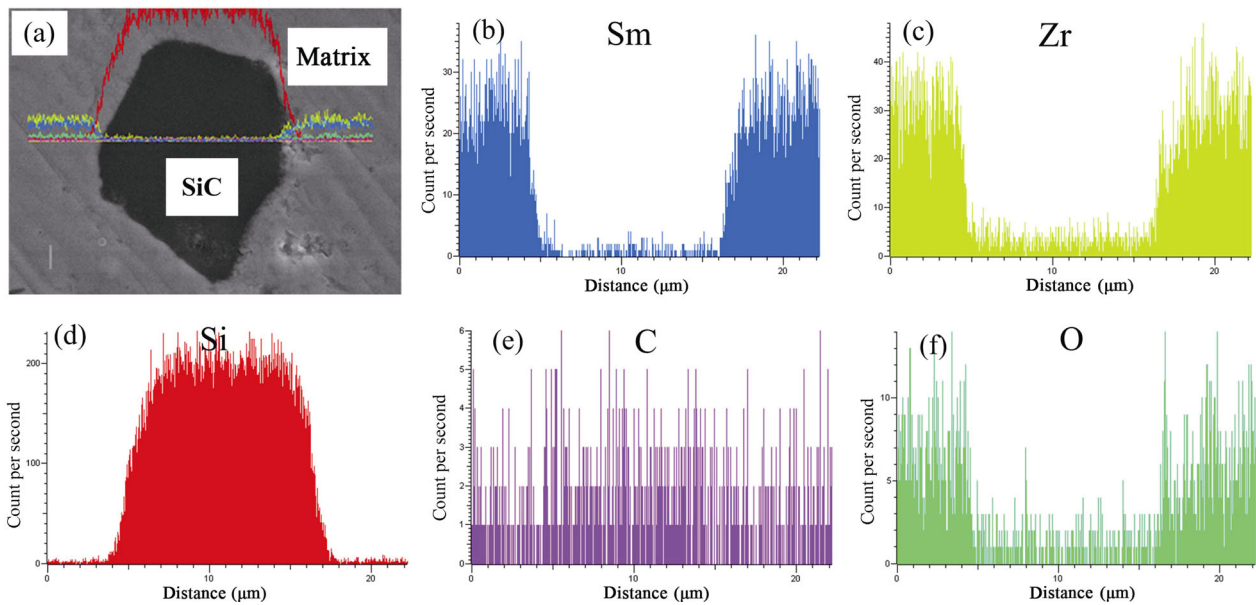 (a)
Matrix
SiC
(b)
Sm
Count per second
30
20
10
0
0
10
20
Distance (μm)
(c)
Zr
Count per second
40
30
20
10
0
0
10
20
Distance (μm)
(d)
Si
Count per second
200
100
0
0
10
20
Distance (μm)
(e)
C
Count per second
6
5
4
3
2
1
0
0
10
20
Distance (μm)
(f)
O
Count per second
10
5
0
0
10
20
Distance (μm)